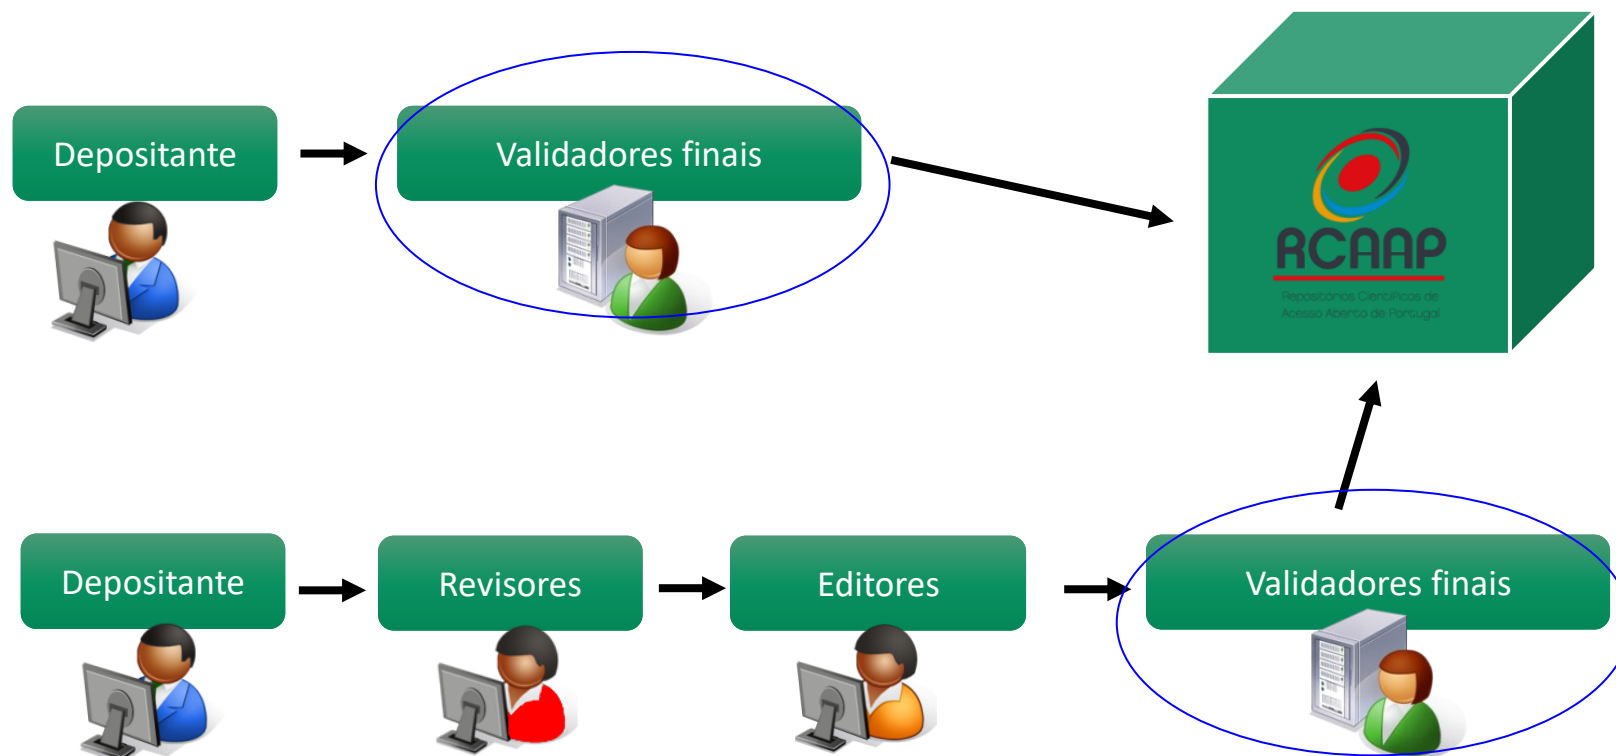 Depositante
Validadores finais
RCAAP
Repositórios Científicos de
Acesso Aberto de Portugal
Depositante
Revisores
Editores
Validadores finais